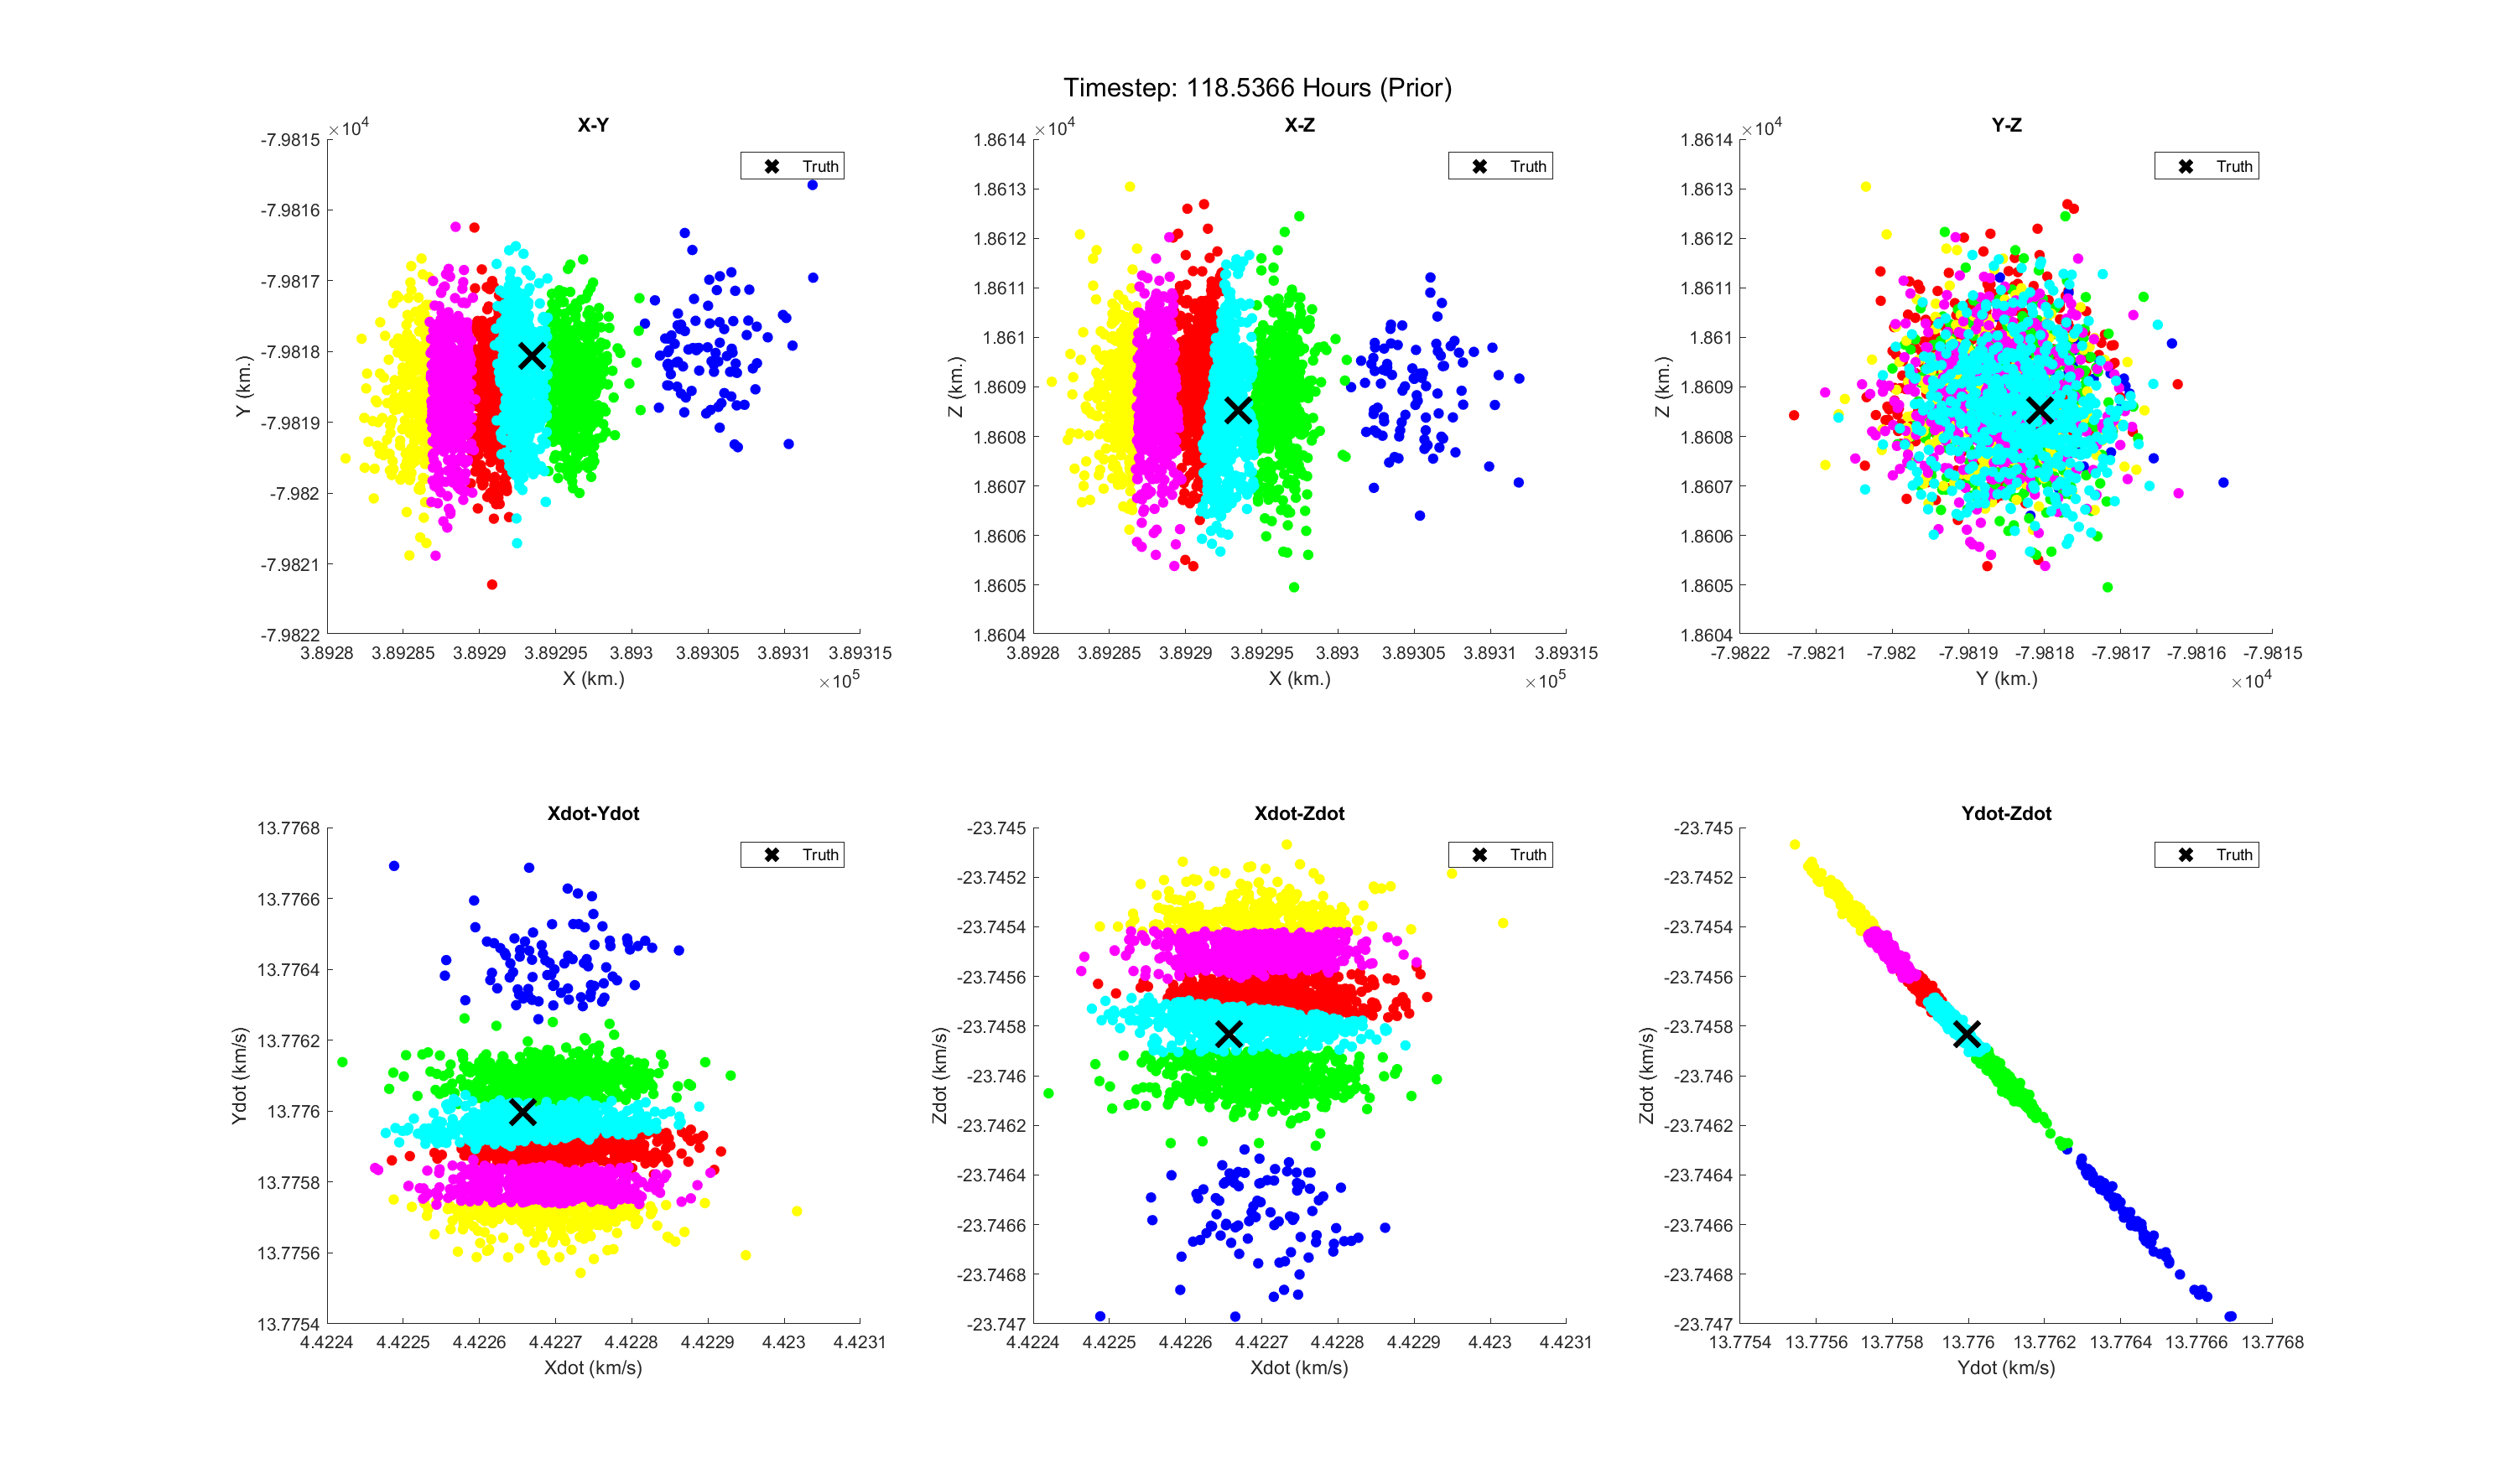 Timestep: 118.5366 Hours (Prior)
X-Y
×10^4
-7.9815
-7.9816
-7.9817
-7.9818
-7.9819
-7.982
-7.9821
-7.9822
Y (km.)
Truth
3.8928 3.89285 3.8929 3.89295 3.893 3.89305 3.8931 3.89315
X (km.)
×10^5
X-Z
×10^4
1.8614
1.8613
1.8612
1.8611
1.861
1.8609
1.8608
1.8607
1.8606
1.8605
1.8604
Z (km.)
Truth
3.8928 3.89285 3.8929 3.89295 3.893 3.89305 3.8931 3.89315
X (km.)
×10^5
Y-Z
×10^4
1.8614
1.8613
1.8612
1.8611
1.861
1.8609
1.8608
1.8607
1.8606
1.8605
1.8604
Z (km.)
Truth
-7.9822 -7.9821 -7.982 -7.9819 -7.9818 -7.9817 -7.9816 -7.9815
Y (km.)
×10^4
Xdot-Ydot
13.7768
13.7766
13.7764
13.7762
13.776
13.7758
13.7756
13.7754
Ydot (km/s)
Truth
4.4224 4.4225 4.4226 4.4227 4.4228 4.4229 4.423 4.4231
Xdot (km/s)
Xdot-Zdot
-23.745
-23.7452
-23.7454
-23.7456
-23.7458
-23.746
-23.7462
-23.7464
-23.7466
-23.7468
-23.747
Zdot (km/s)
Truth
4.4224 4.4225 4.4226 4.4227 4.4228 4.4229 4.423 4.4231
Xdot (km/s)
Ydot-Zdot
-23.745
-23.7452
-23.7454
-23.7456
-23.7458
-23.746
-23.7462
-23.7464
-23.7466
-23.7468
-23.747
Zdot (km/s)
Truth
13.7754 13.7756 13.7758 13.776 13.7762 13.7764 13.7766 13.7768
Ydot (km/s)